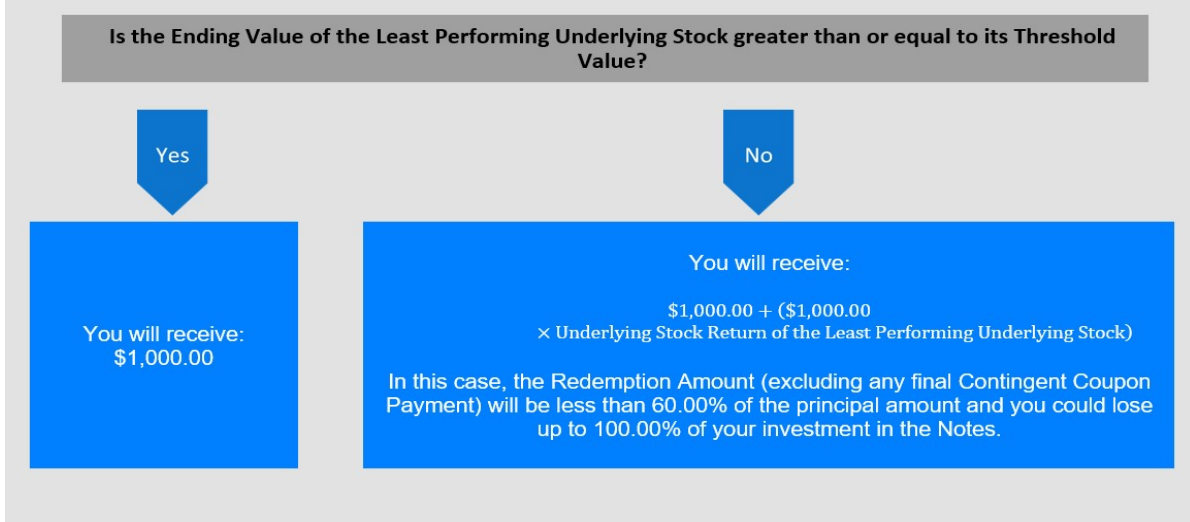 Is the Ending Value of the Least Performing Underlying Stock greater than or equal to its Threshold
Value?
Yes
No
You will receive:
$1,000.00
You will receive:
$1,000.00 + ($1,000.00
× Underlying Stock Return of the Least Performing Underlying Stock)
In this case, the Redemption Amount (excluding any final Contingent Coupon
Payment) will be less than 60.00% of the principal amount and you could lose
up to 100.00% of your investment in the Notes.